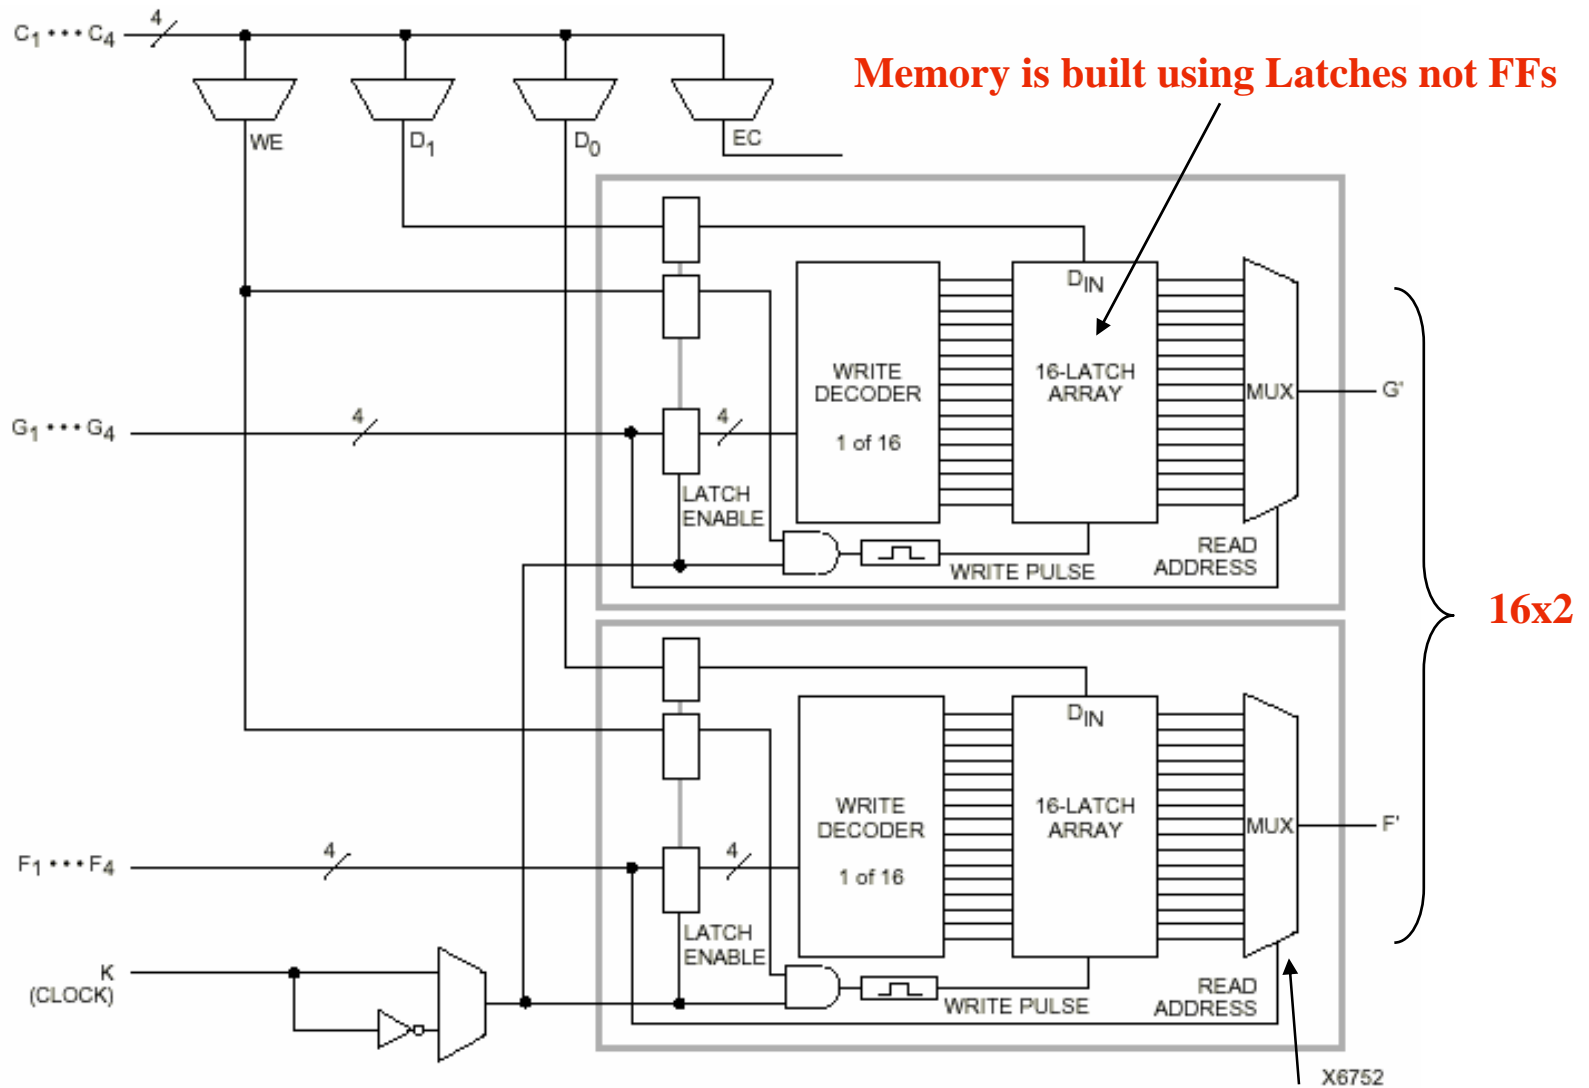 C1 ••• C4
4
Memory is built using Latches not FFs
WE
D1
D0
EC
DIN
WRITE
DECODER
1 of 16
16-LATCH
ARRAY
MUX
G'
G1 ••• G4
4
4
LATCH
ENABLE
WRITE PULSE
READ
ADDRESS
16x2
DIN
WRITE
DECODER
1 of 16
16-LATCH
ARRAY
MUX
F'
F1 ••• F4
4
4
LATCH
ENABLE
K
(CLOCK)
WRITE PULSE
READ
ADDRESS
X6752